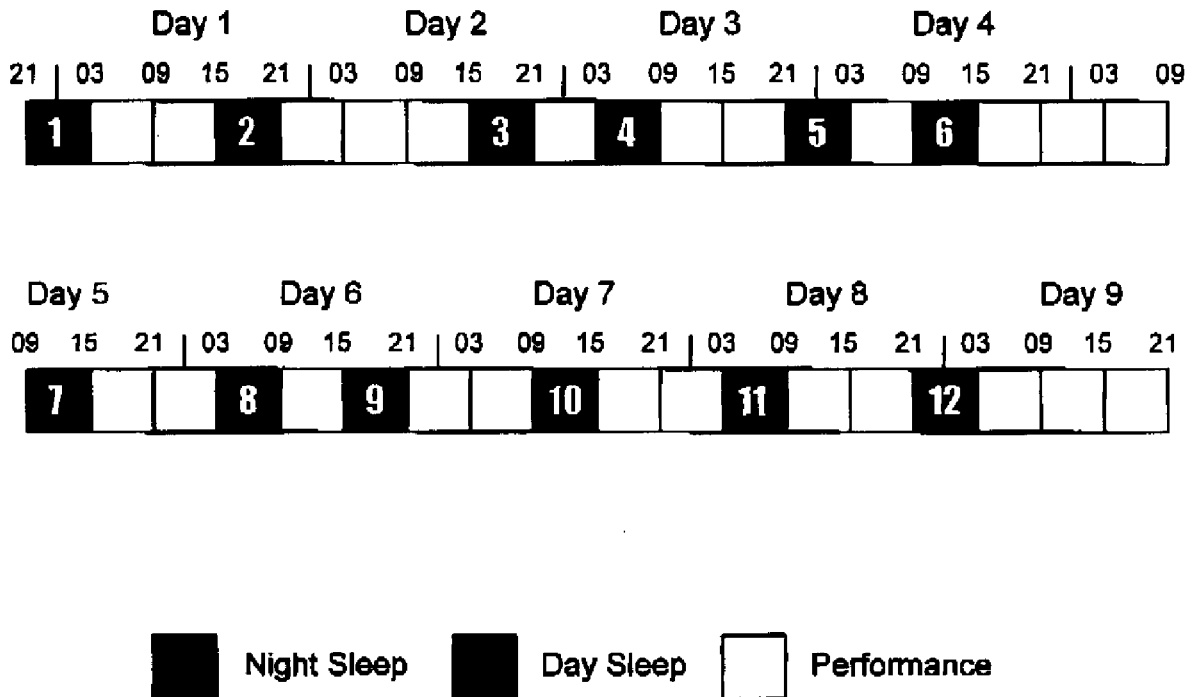 Day 1 Day 2 Day 3 Day 4
21 03 09 15 21 03 09 15 21 03 09 15 21 03 09 15 21 03 09
1 2 3 4 5 6
Day 5 Day 6 Day 7 Day 8 Day 9
09 15 21 03 09 15 21 03 09 15 21 03 09 15 21 03 09 15 21
7 8 9 10 11 12
Night Sleep Day Sleep Performance